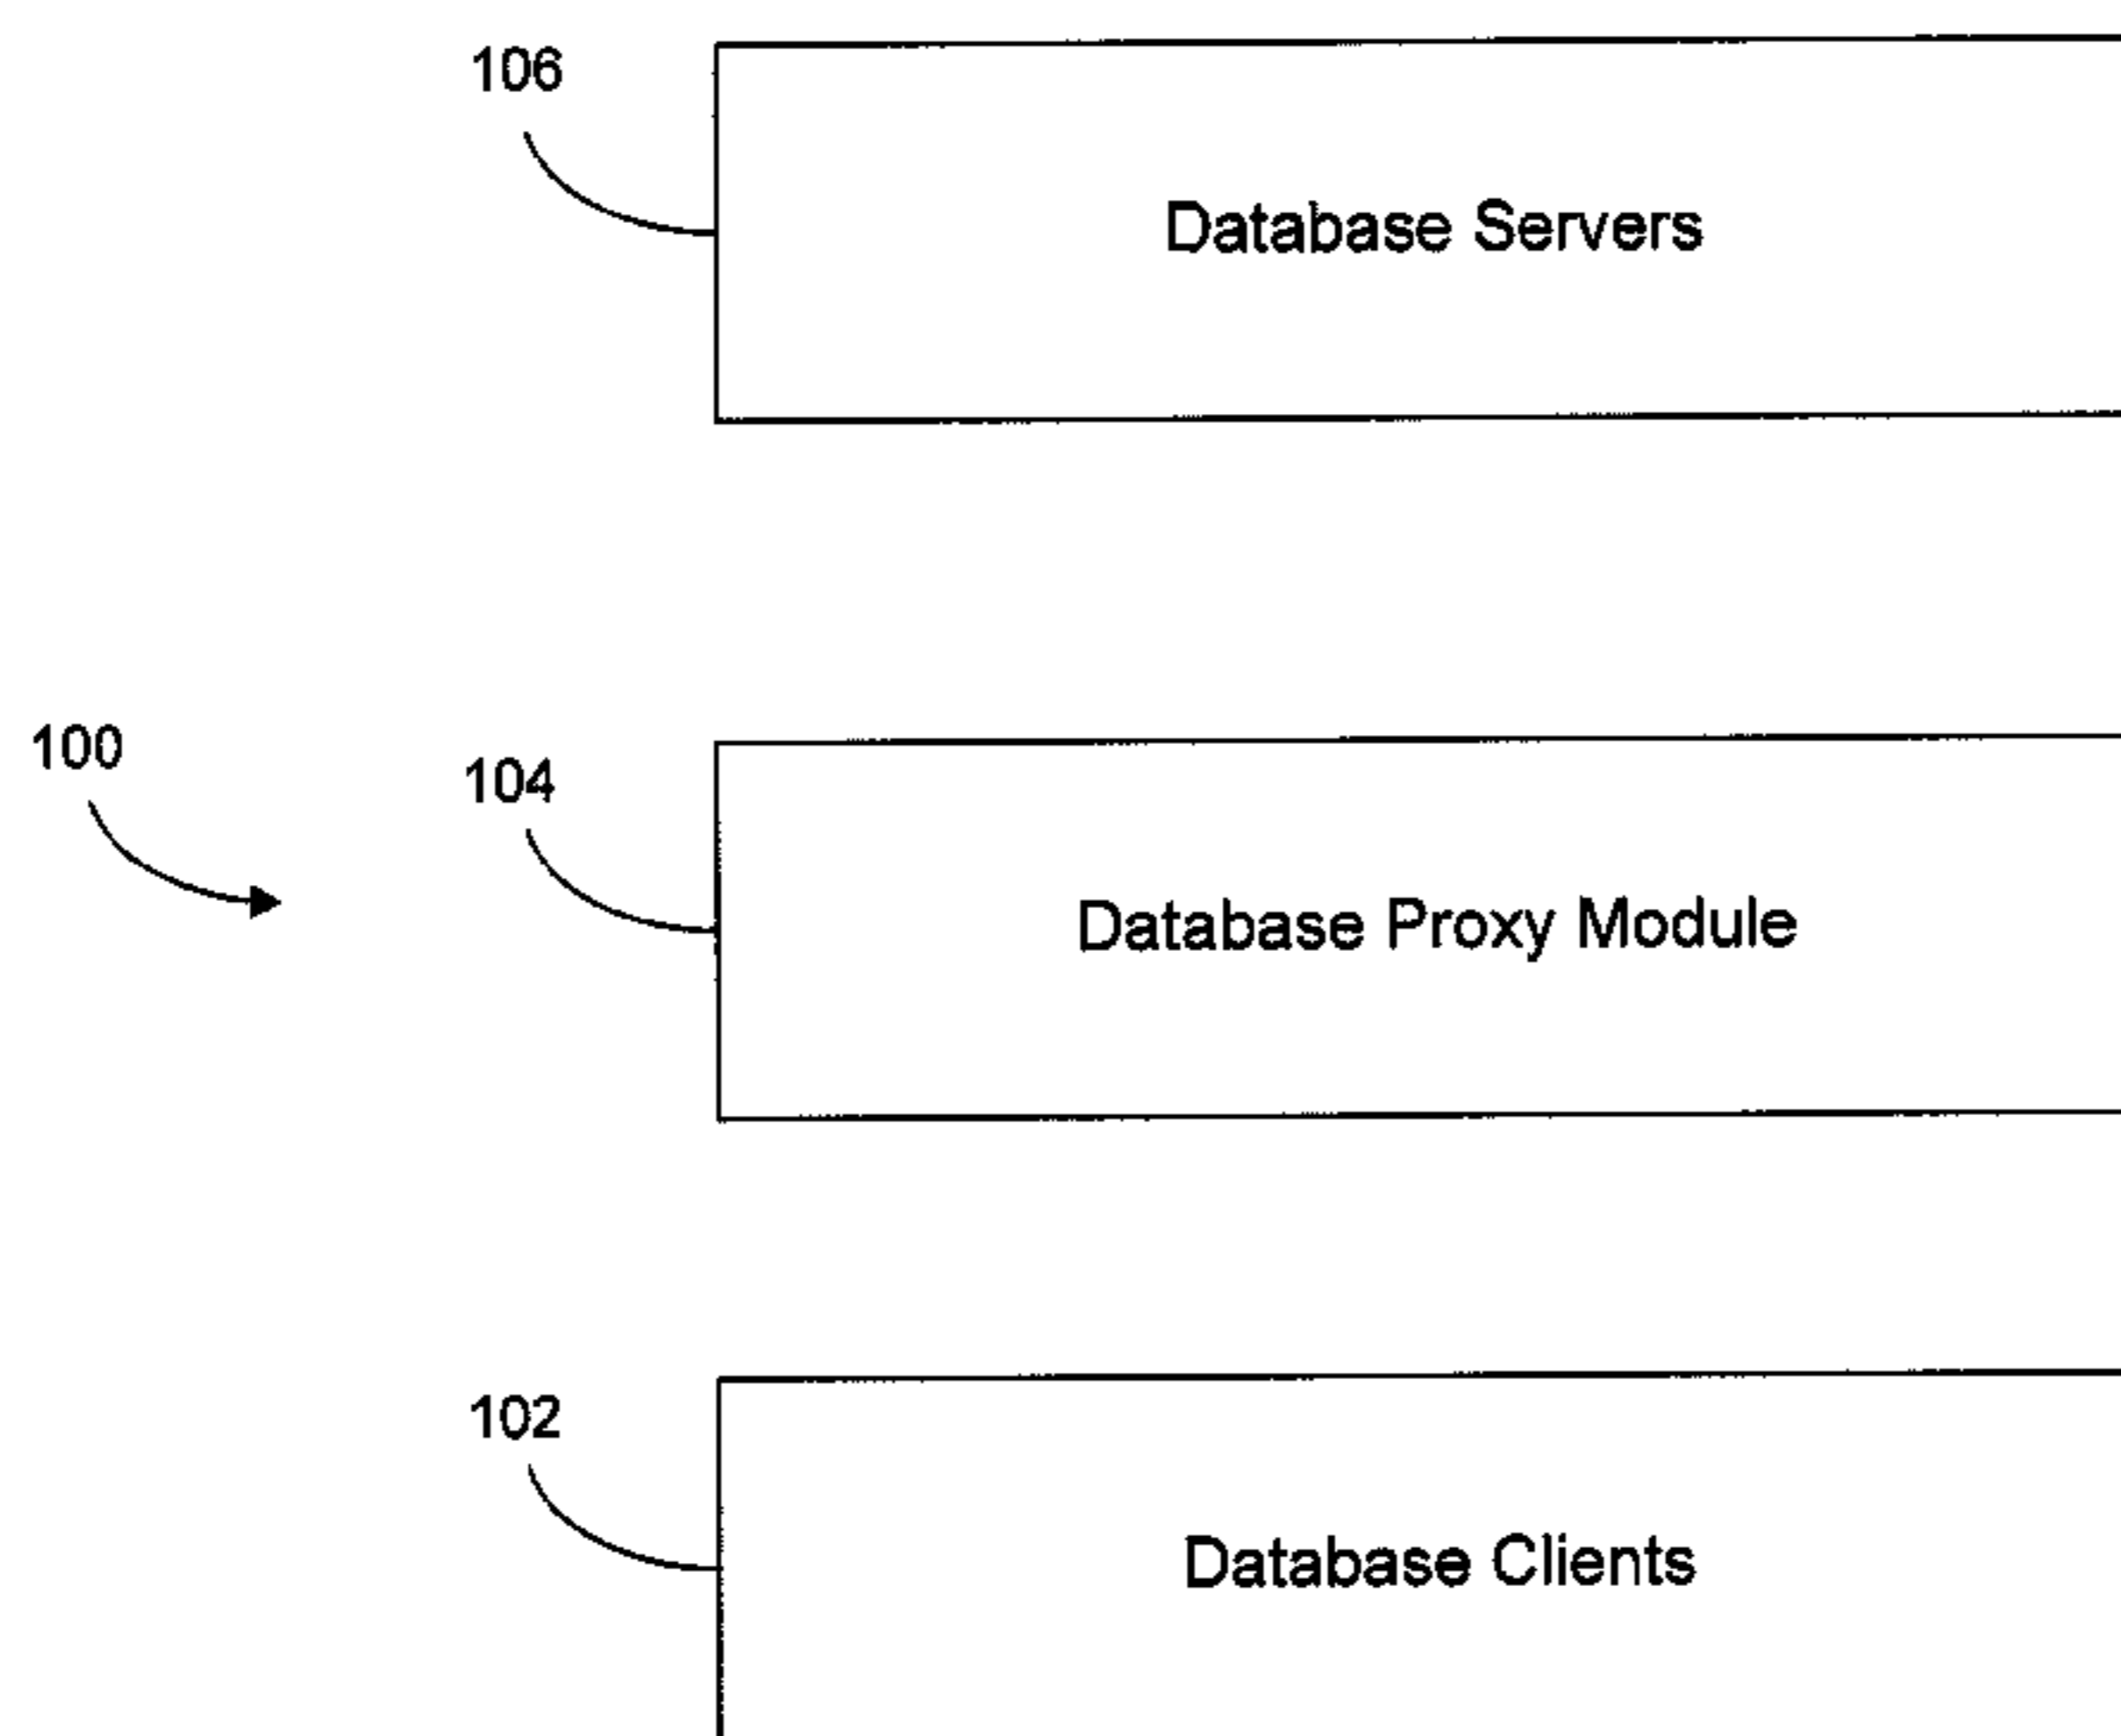 106
Database Servers
100
104
Database Proxy Module
102
Database Clients